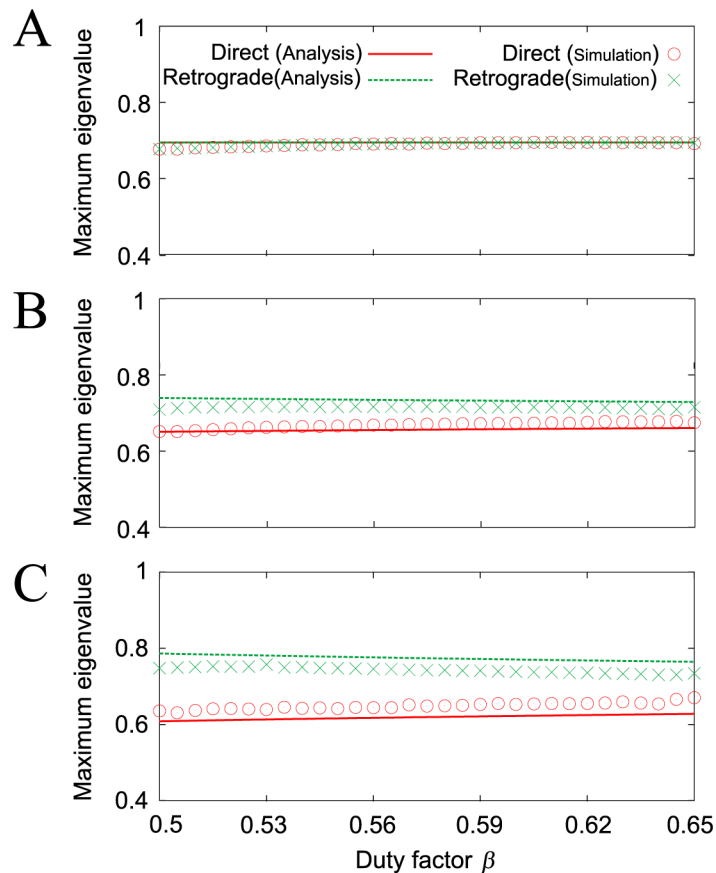 A
Maximum eigenvalue
1
0.8
0.6
0.4
Direct (Analysis)
Direct (Simulation)
Retrograde(Analysis)
Retrograde(Simulation)
B
Maximum eigenvalue
1
0.8
0.6
0.4
C
Maximum eigenvalue
1
0.8
0.6
0.4
0.5 0.53 0.56 0.59 0.62 0.65
Duty factor β